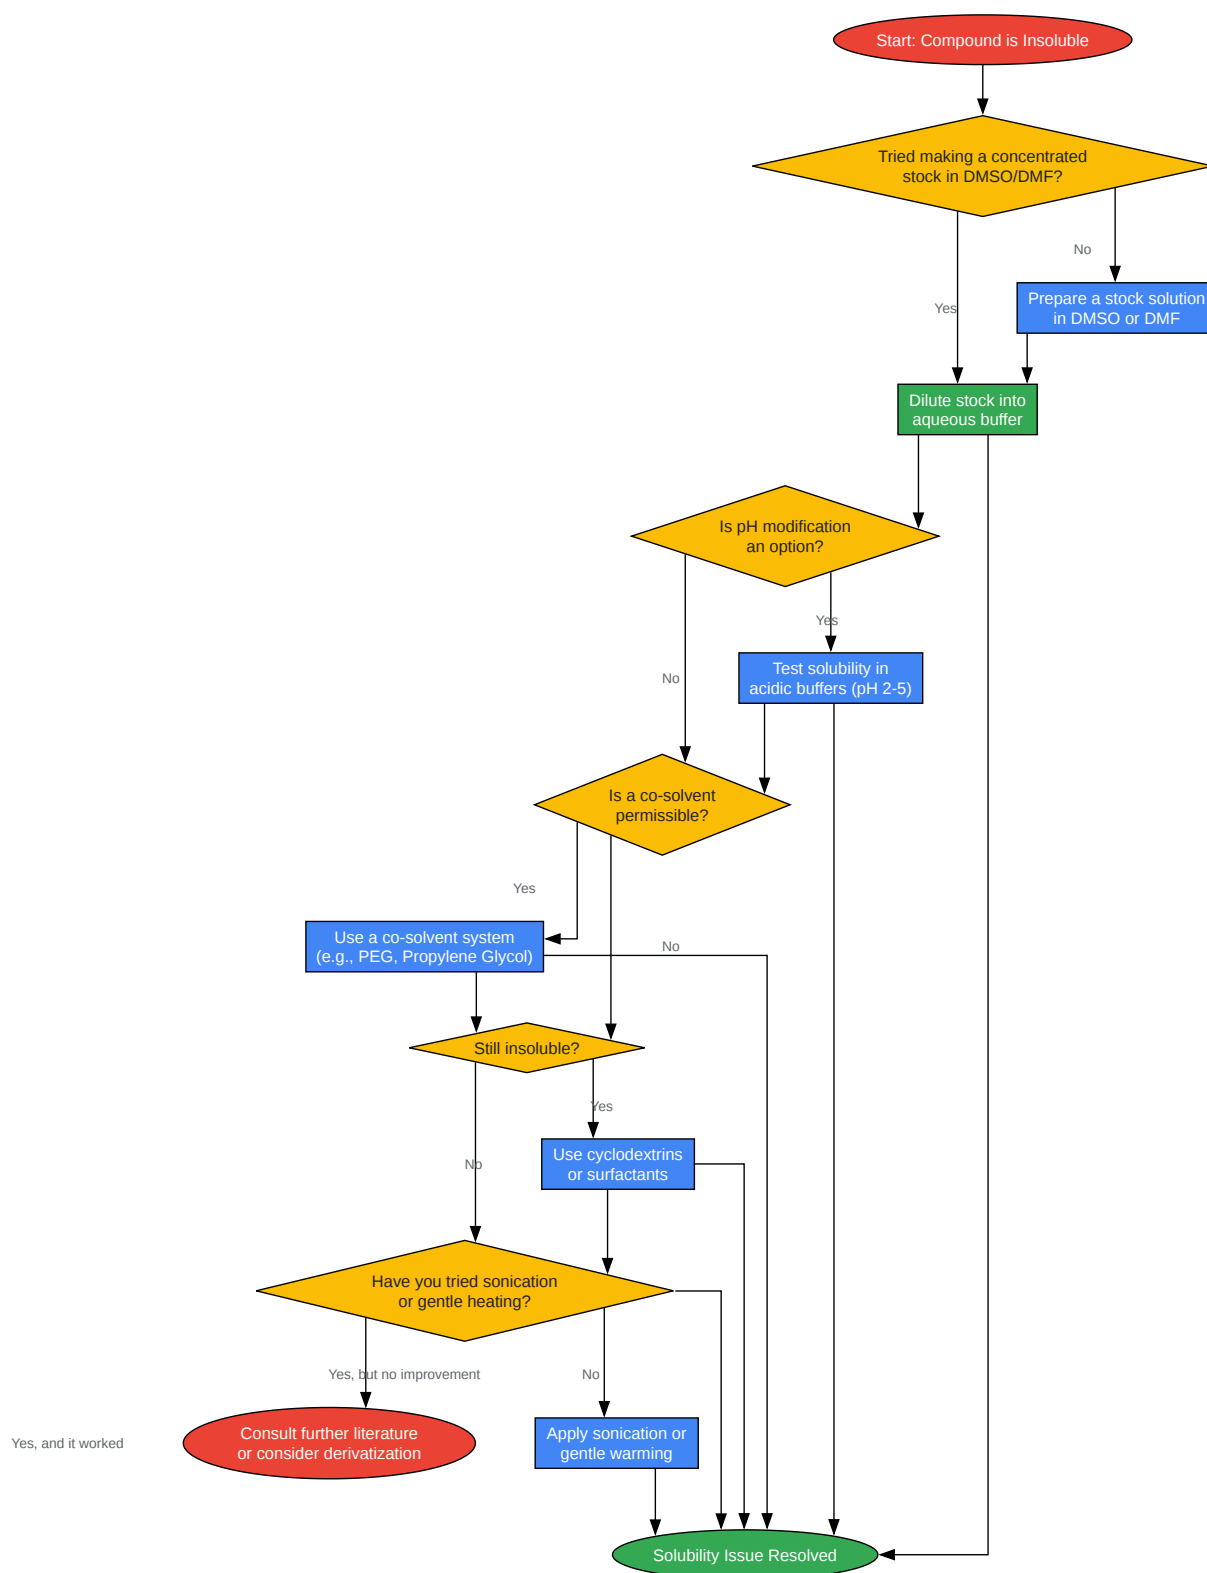 Start: Compound is Insoluble
Tried making a concentrated
stock in DMSO/DMF?
No
Yes
Prepare a stock solution
in DMSO or DMF
Dilute stock into
aqueous buffer
Is pH modification
an option?
Yes
No
Test solubility in
acidic buffers (pH 2-5)
Is a co-solvent
permissible?
Yes
No
Use a co-solvent system
(e.g., PEG, Propylene Glycol)
Still insoluble?
Yes
No
Use cyclodextrins
or surfactants
Have you tried sonication
or gentle heating?
Yes, but no improvement
No
Yes, and it worked
Consult further literature
or consider derivatization
Apply sonication or
gentle warming
Solubility Issue Resolved